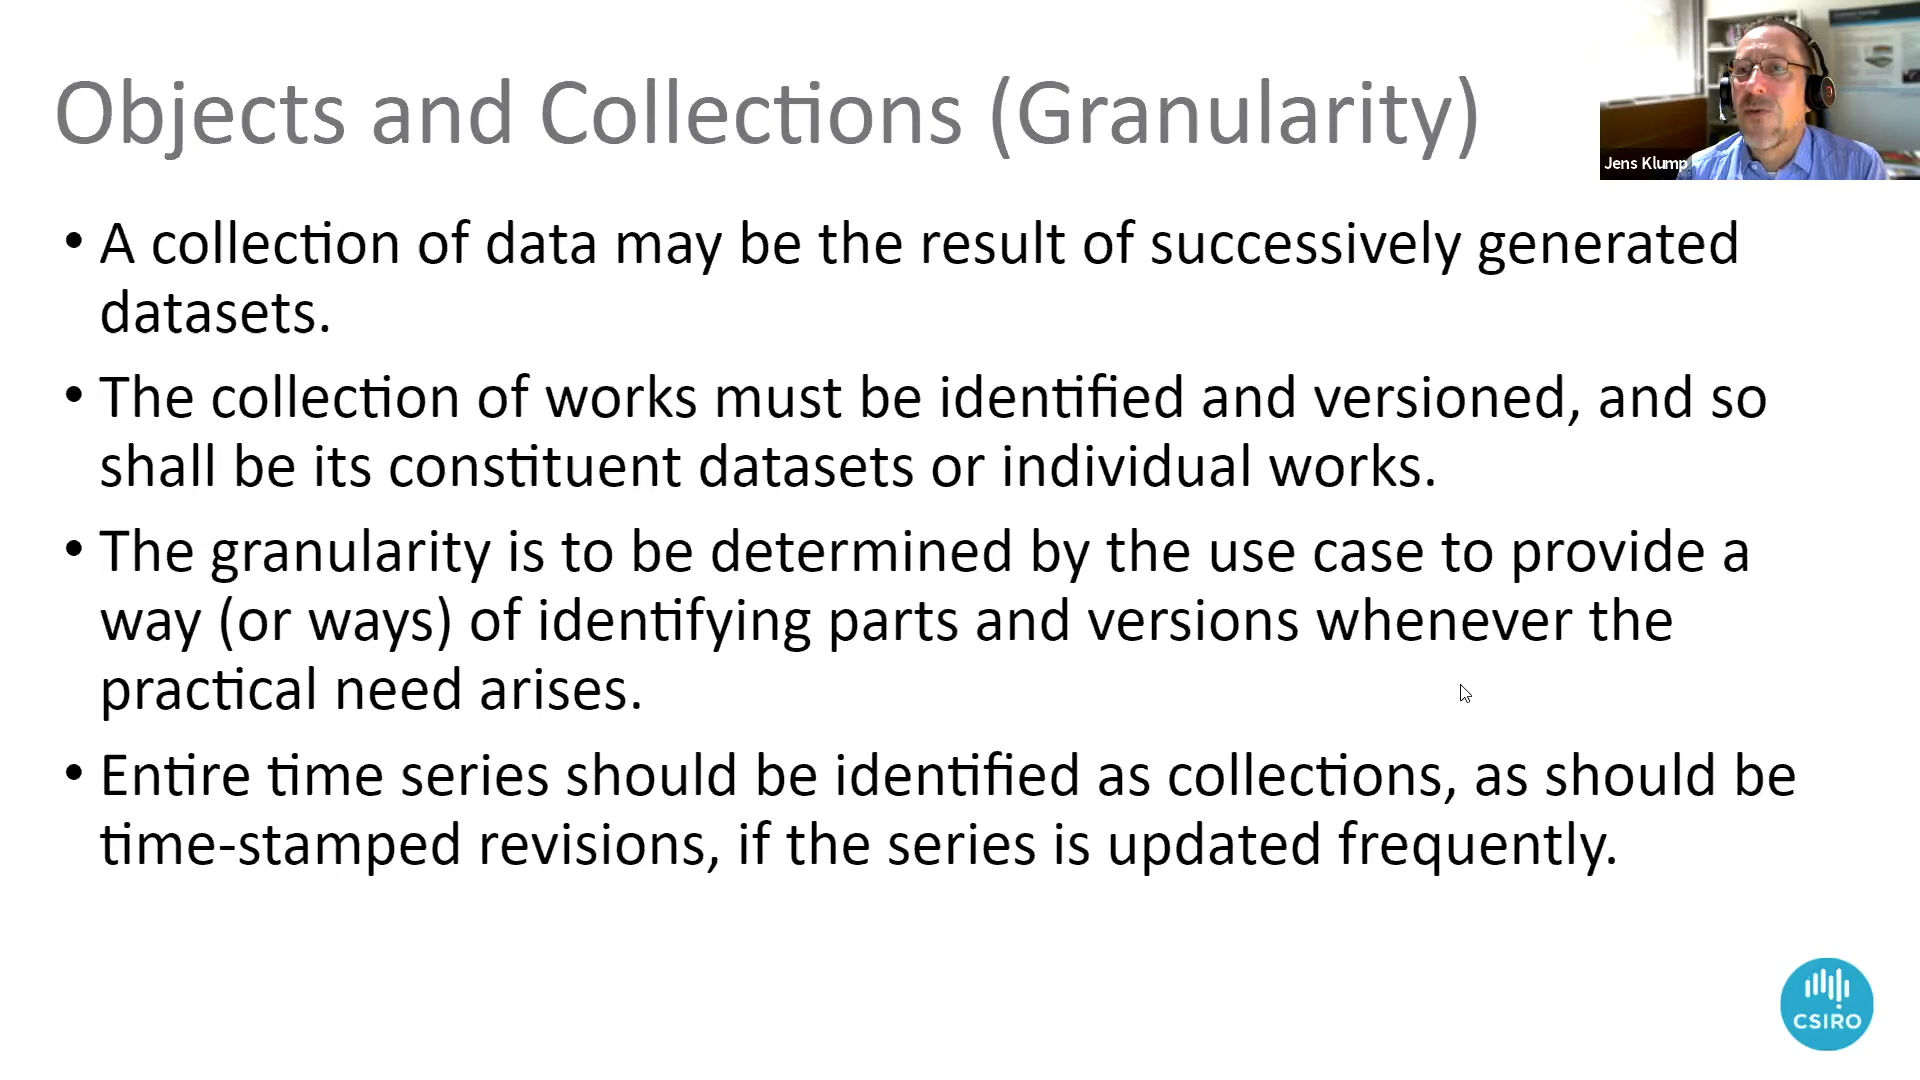 Objects and Collections (Granularity)
Jens Klump
• A collection of data may be the result of successively generated
datasets.
• The collection of works must be identified and versioned, and so
shall be its constituent datasets or individual works.
• The granularity is to be determined by the use case to provide a
way (or ways) of identifying parts and versions whenever the
practical need arises.
• Entire time series should be identified as collections, as should be
time-stamped revisions, if the series is updated frequently.
CSIRO